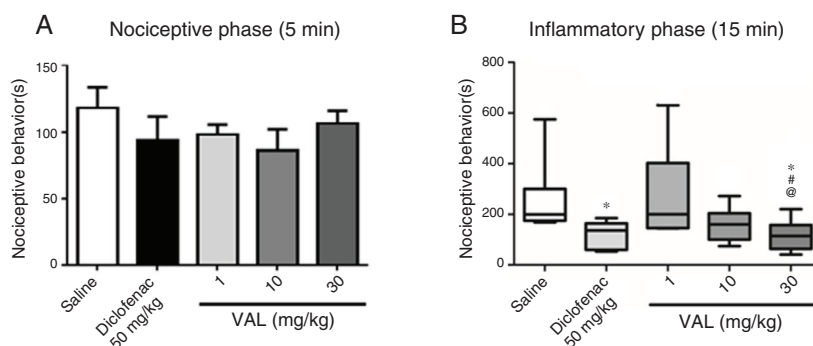 A Nociceptive phase (5 min)
Nociceptive behavior(s)
150
100
50
0
Saline
Diclofenac
50 mg/kg
1
10
30
VAL (mg/kg)
B Inflammatory phase (15 min)
Nociceptive behavior(s)
800
600
400
200
0
*
*
#
@
Saline
Diclofenac
50 mg/kg
1
10
30
VAL (mg/kg)